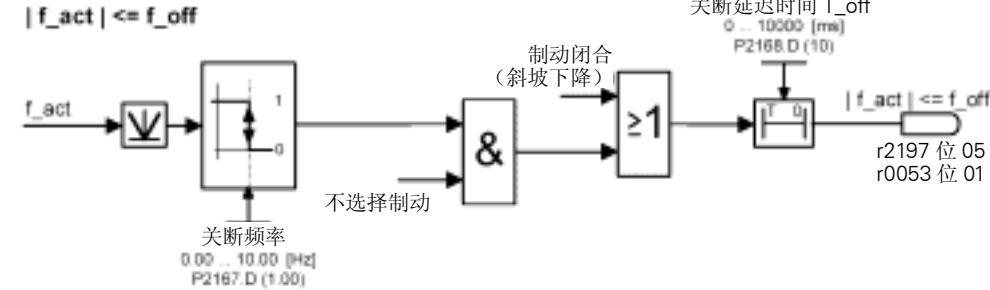 | f_act | <= f_off
关断延迟时间 T_off
0 .. 10000 [ms]
P2168.D (10)
制动闭合
（斜坡下降）
f_act
1
0
&
≥1
T 0
| f_act | <= f_off
r2197 位 05
r0053 位 01
不选择制动
关断频率
0.00 .. 10.00 [Hz]
P2167.D (1.00)